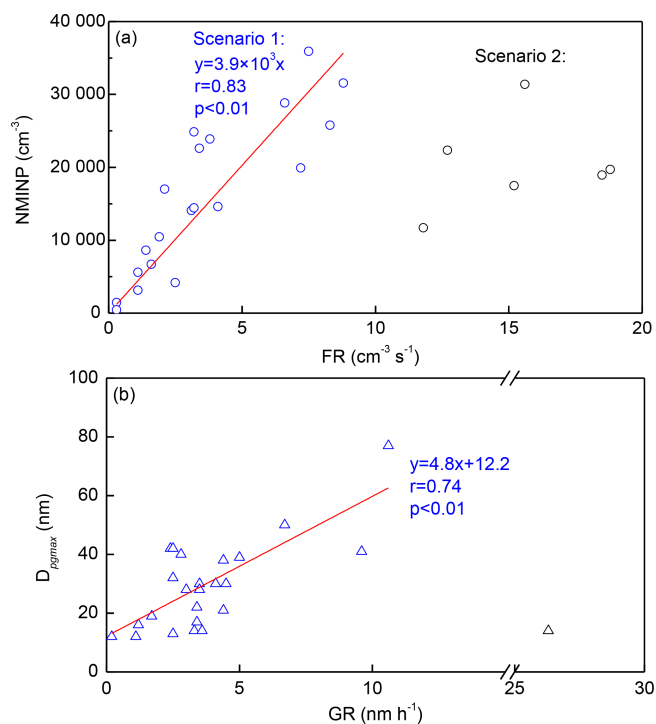 (a)
Scenario 1:
y=3.9×10³x
r=0.83
p<0.01
Scenario 2:
40 000
30 000
20 000
10 000
0
NMINP (cm⁻³)
0 5 10 15 20
FR (cm⁻³ s⁻¹)
(b)
y=4.8x+12.2
r=0.74
p<0.01
100
80
60
40
20
0
Dpgmax (nm)
0 5 10 25 30
GR (nm h⁻¹)